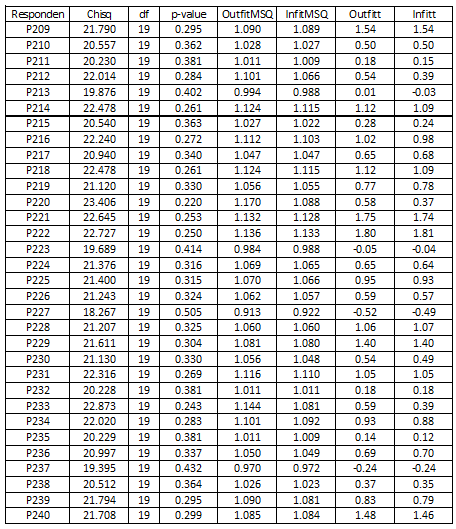 Responden Chisq df p-value OutfitMSQ InfitMSQ Outfitt Infitt
P209 21.790 19 0.295 1.090 1.089 1.54 1.54
P210 20.557 19 0.362 1.028 1.027 0.50 0.50
P211 20.230 19 0.381 1.011 1.009 0.18 0.15
P212 22.014 19 0.284 1.101 1.066 0.54 0.39
P213 19.876 19 0.402 0.994 0.988 0.01 -0.03
P214 22.478 19 0.261 1.124 1.115 1.12 1.09
P215 20.540 19 0.363 1.027 1.022 0.28 0.24
P216 22.240 19 0.272 1.112 1.103 1.02 0.98
P217 20.940 19 0.340 1.047 1.047 0.65 0.68
P218 22.478 19 0.261 1.124 1.115 1.12 1.09
P219 21.120 19 0.330 1.056 1.055 0.77 0.78
P220 23.406 19 0.220 1.170 1.088 0.58 0.37
P221 22.645 19 0.253 1.132 1.128 1.75 1.74
P222 22.727 19 0.250 1.136 1.133 1.80 1.81
P223 19.689 19 0.414 0.984 0.988 -0.05 -0.04
P224 21.376 19 0.316 1.069 1.065 0.65 0.64
P225 21.400 19 0.315 1.070 1.066 0.95 0.93
P226 21.243 19 0.324 1.062 1.057 0.59 0.57
P227 18.267 19 0.505 0.913 0.922 -0.52 -0.49
P228 21.207 19 0.325 1.060 1.060 1.06 1.07
P229 21.611 19 0.304 1.081 1.080 1.40 1.40
P230 21.130 19 0.330 1.056 1.048 0.54 0.49
P231 22.316 19 0.269 1.116 1.110 1.05 1.05
P232 20.228 19 0.381 1.011 1.011 0.18 0.18
P233 22.873 19 0.243 1.144 1.081 0.59 0.39
P234 22.020 19 0.283 1.101 1.092 0.93 0.88
P235 20.229 19 0.381 1.011 1.009 0.14 0.12
P236 20.997 19 0.337 1.050 1.049 0.69 0.70
P237 19.395 19 0.432 0.970 0.972 -0.24 -0.24
P238 20.512 19 0.364 1.026 1.023 0.37 0.35
P239 21.794 19 0.295 1.090 1.081 0.83 0.79
P240 21.708 19 0.299 1.085 1.084 1.48 1.46